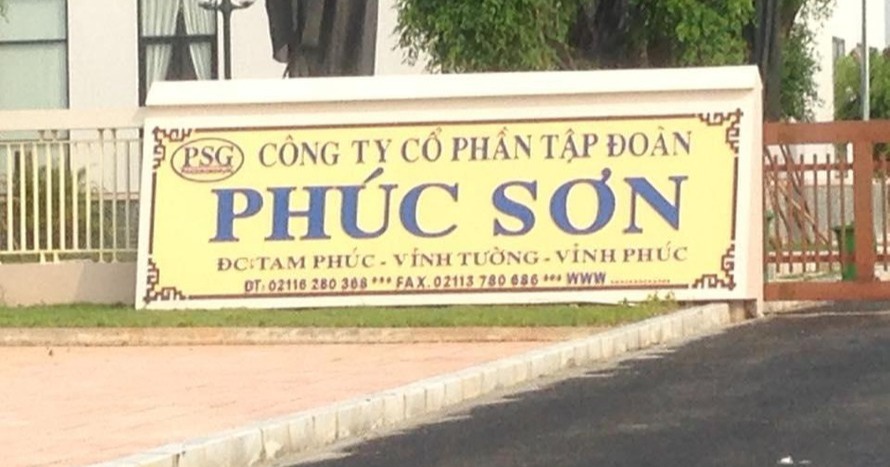 PSG
CÔNG TY CỔ PHẦN TẬP ĐOÀN
PHÚC SƠN
ĐC: TAM PHÚC - VĨNH TƯỜNG - VĨNH PHÚC
ĐT: 02116 280 368 *** FAX. 02113 780 686 *** WWW